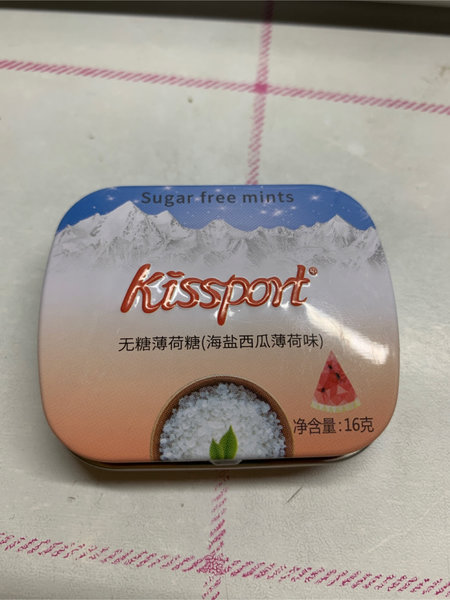 Sugar free mints
Kissport®
无糖薄荷糖(海盐西瓜薄荷味)
净含量:16克